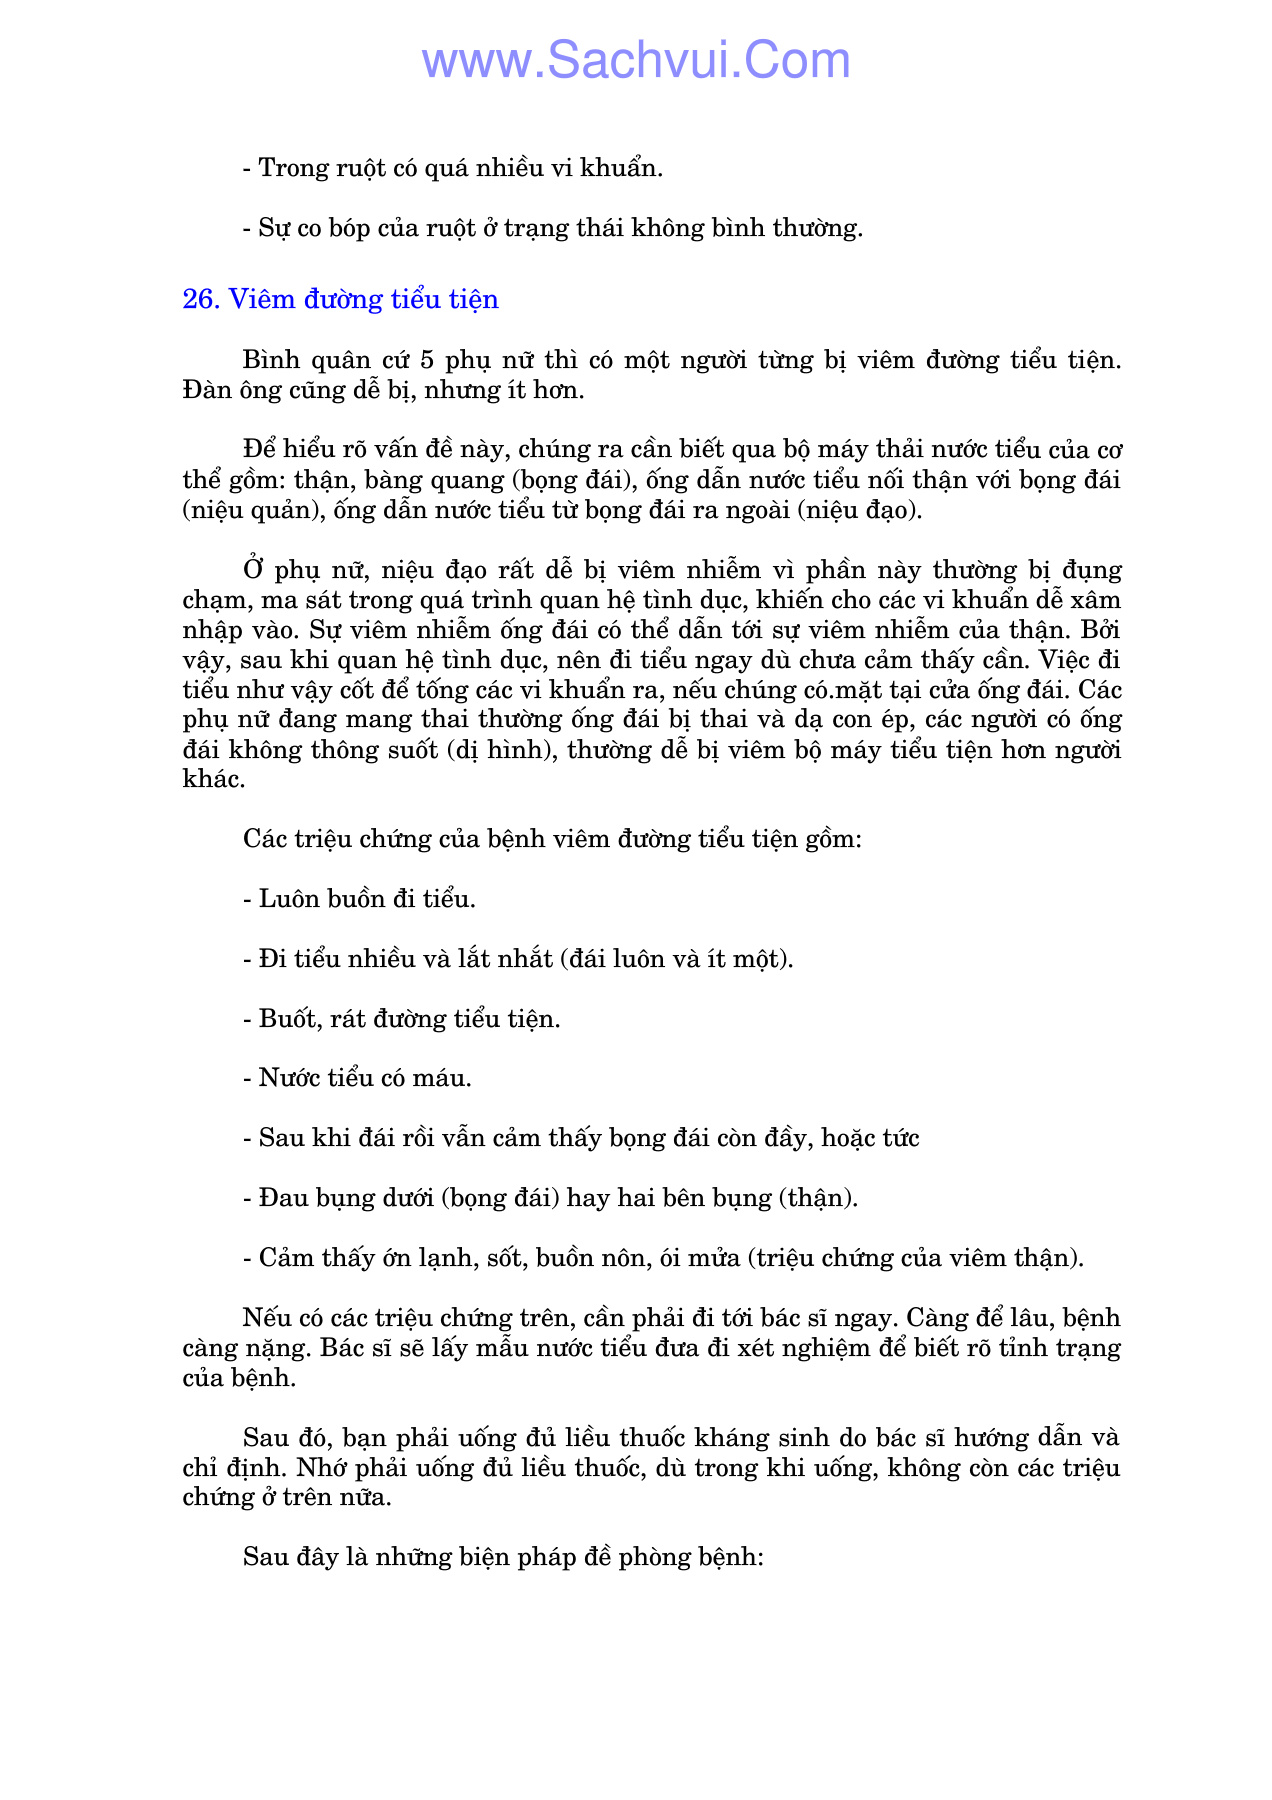 www.Sachvui.Com
- Trong ruột có quá nhiều vi khuẩn.
- Sự co bóp của ruột ở trạng thái không bình thường.
26. Viêm đường tiểu tiện
Bình quân cứ 5 phụ nữ thì có một người từng bị viêm đường tiểu tiện.
Đàn ông cũng dễ bị, nhưng ít hơn.
Để hiểu rõ vấn đề này, chúng ra cần biết qua bộ máy thải nước tiểu của cơ
thể gồm: thận, bàng quang (bọng đái), ống dẫn nước tiểu nối thận với bọng đái
(niệu quản), ống dẫn nước tiểu từ bọng đái ra ngoài (niệu đạo).
Ở phụ nữ, niệu đạo rất dễ bị viêm nhiễm vì phần này thường bị đụng
chạm, ma sát trong quá trình quan hệ tình dục, khiến cho các vi khuẩn dễ xâm
nhập vào. Sự viêm nhiễm ống đái có thể dẫn tới sự viêm nhiễm của thận. Bởi
vậy, sau khi quan hệ tình dục, nên đi tiểu ngay dù chưa cảm thấy cần. Việc đi
tiểu như vậy cốt để tống các vi khuẩn ra, nếu chúng có.mặt tại cửa ống đái. Các
phụ nữ đang mang thai thường ống đái bị thai và dạ con ép, các người có ống
đái không thông suốt (dị hình), thường dễ bị viêm bộ máy tiểu tiện hơn người
khác.
Các triệu chứng của bệnh viêm đường tiểu tiện gồm:
- Luôn buồn đi tiểu.
- Đi tiểu nhiều và lắt nhắt (đái luôn và ít một).
- Buốt, rát đường tiểu tiện.
- Nước tiểu có máu.
- Sau khi đái rồi vẫn cảm thấy bọng đái còn đầy, hoặc tức
- Đau bụng dưới (bọng đái) hay hai bên bụng (thận).
- Cảm thấy ớn lạnh, sốt, buồn nôn, ói mửa (triệu chứng của viêm thận).
Nếu có các triệu chứng trên, cần phải đi tới bác sĩ ngay. Càng để lâu, bệnh
càng nặng. Bác sĩ sẽ lấy mẫu nước tiểu đưa đi xét nghiệm để biết rõ tỉnh trạng
của bệnh.
Sau đó, bạn phải uống đủ liều thuốc kháng sinh do bác sĩ hướng dẫn và
chỉ định. Nhớ phải uống đủ liều thuốc, dù trong khi uống, không còn các triệu
chứng ở trên nữa.
Sau đây là những biện pháp đề phòng bệnh: